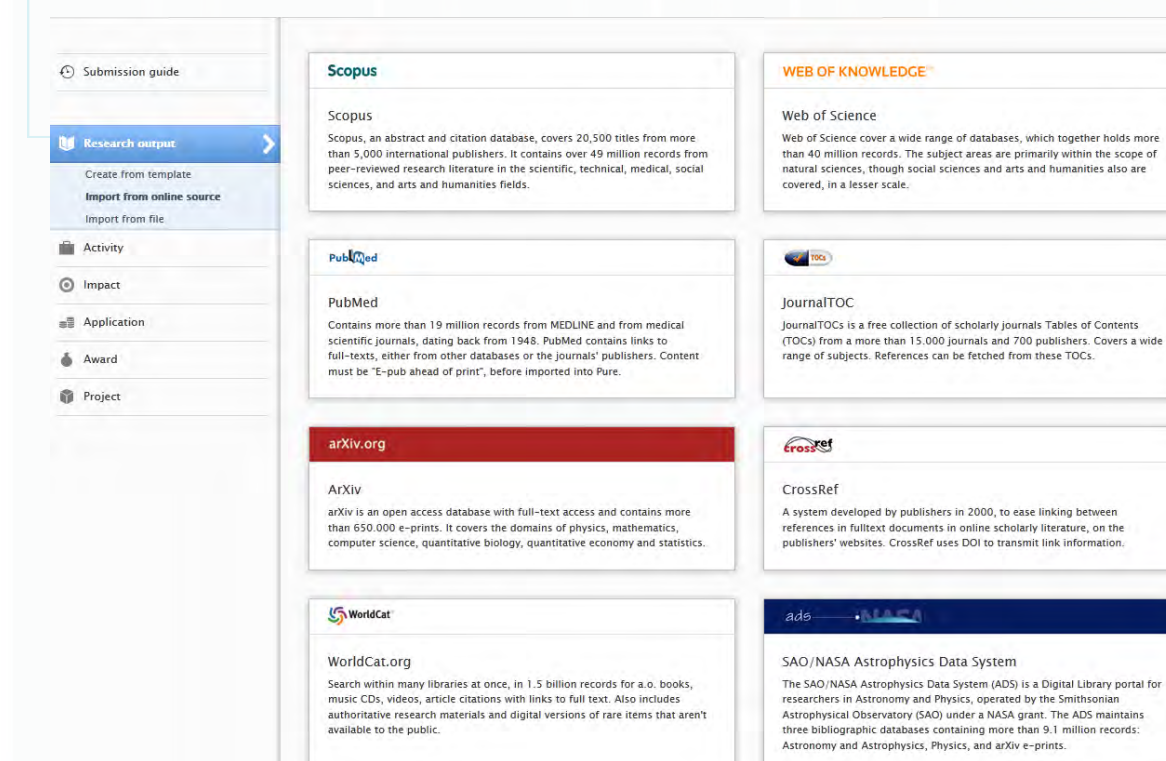 Submission guide
Research output
Create from template
Import from online source
Import from file
Activity
Impact
Application
Award
Project
Scopus
Scopus
Scopus, an abstract and citation database, covers 20,500 titles from more
than 5,000 international publishers. It contains over 49 million records from
peer-reviewed research literature in the scientific, technical, medical, social
sciences, and arts and humanities fields.
WEB OF KNOWLEDGE℠
Web of Science
Web of Science cover a wide range of databases, which together holds more
than 40 million records. The subject areas are primarily within the scope of
natural sciences, though social sciences and arts and humanities also are
covered, in a lesser scale.
PubMed
PubMed
Contains more than 19 million records from MEDLINE and from medical
scientific journals, dating back from 1948. PubMed contains links to
full-texts, either from other databases or the journals' publishers. Content
must be "E-pub ahead of print", before imported into Pure.
TOCs
JournalTOC
JournalTOCs is a free collection of scholarly journals Tables of Contents
(TOCs) from a more than 15.000 journals and 700 publishers. Covers a wide
range of subjects. References can be fetched from these TOCs.
arXiv.org
ArXiv
arXiv is an open access database with full-text access and contains more
than 650.000 e-prints. It covers the domains of physics, mathematics,
computer science, quantitative biology, quantitative economy and statistics.
crossref
CrossRef
A system developed by publishers in 2000, to ease linking between
references in fulltext documents in online scholarly literature, on the
publishers' websites. CrossRef uses DOI to transmit link information.
WorldCat
WorldCat.org
Search within many libraries at once, in 1.5 billion records for a.o. books,
music CDs, videos, article citations with links to full text. Also includes
authoritative research materials and digital versions of rare items that aren't
available to the public.
ads NASA
SAO/NASA Astrophysics Data System
The SAO/NASA Astrophysics Data System (ADS) is a Digital Library portal for
researchers in Astronomy and Physics, operated by the Smithsonian
Astrophysical Observatory (SAO) under a NASA grant. The ADS maintains
three bibliographic databases containing more than 9.1 million records:
Astronomy and Astrophysics, Physics, and arXiv e-prints.